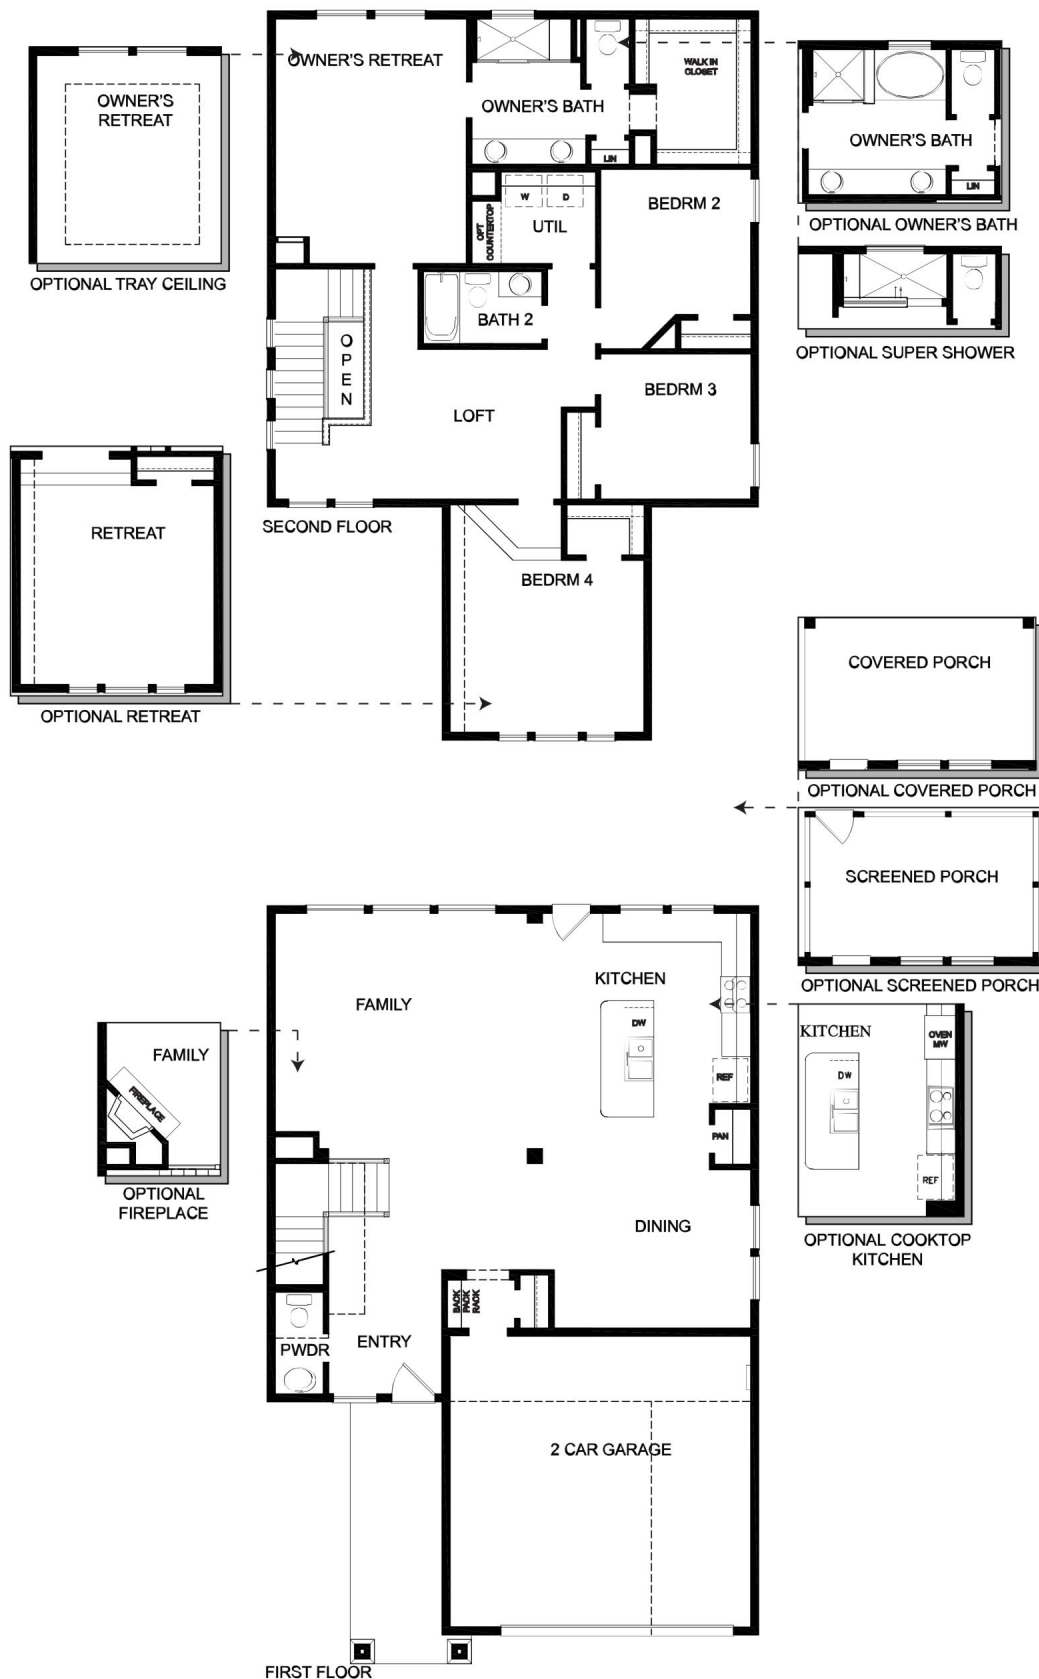 OWNER'S
RETREAT
OPTIONAL TRAY CEILING
OWNER'S RETREAT
OWNER'S BATH
WALK IN
CLOSET
LIN
W
D
UTIL
OPT
COUNTERTOP
BEDRM 2
BATH 2
OPEN
LOFT
BEDRM 3
SECOND FLOOR
BEDRM 4
OWNER'S BATH
LIN
OPTIONAL OWNER'S BATH
OPTIONAL SUPER SHOWER
RETREAT
OPTIONAL RETREAT
COVERED PORCH
OPTIONAL COVERED PORCH
SCREENED PORCH
OPTIONAL SCREENED PORCH
FAMILY
KITCHEN
DW
REF
PAN
DINING
BACK
PACK
RACK
ENTRY
PWDR
2 CAR GARAGE
FIRST FLOOR
FAMILY
FIREPLACE
OPTIONAL
FIREPLACE
KITCHEN
OVEN
MW
DW
REF
OPTIONAL COOKTOP
KITCHEN